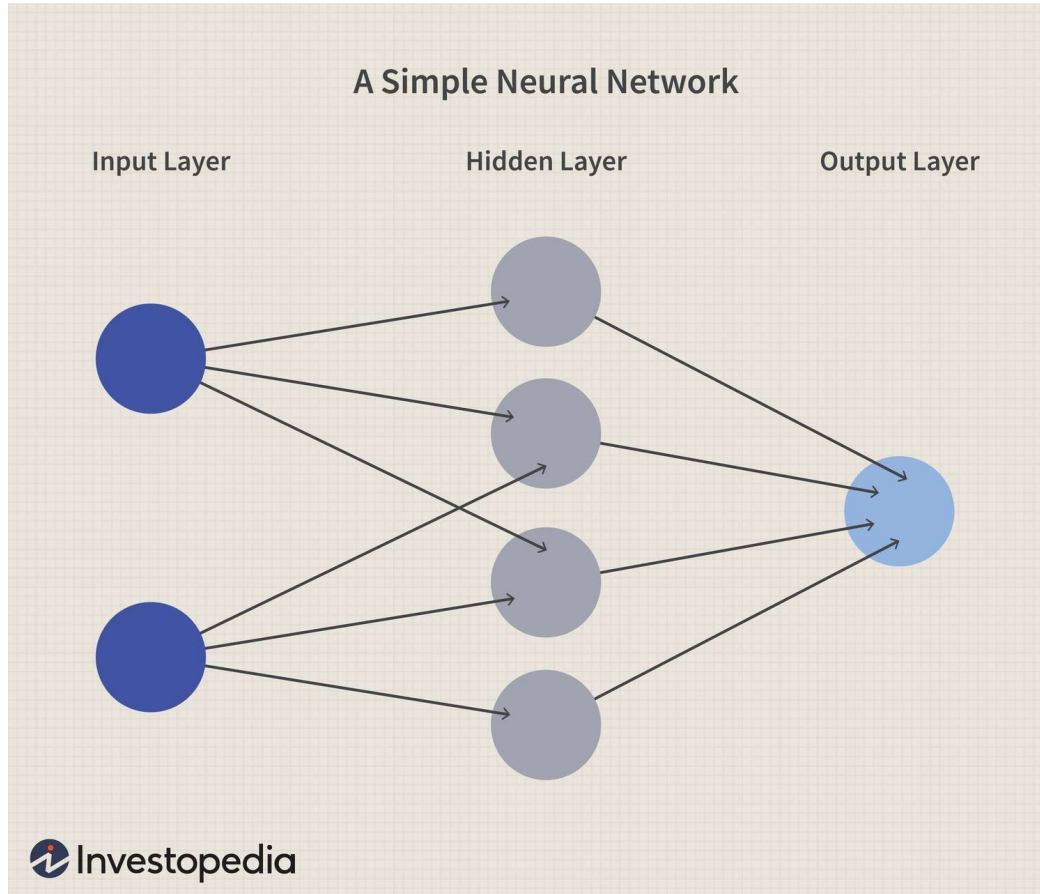 A Simple Neural Network
Input Layer
Hidden Layer
Output Layer
Investopedia